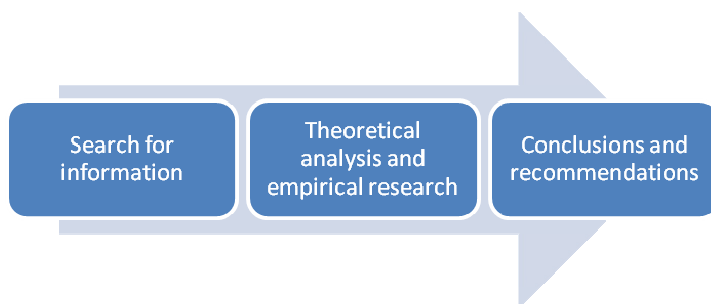 Search for
information
Theoretical
analysis and
empirical research
Conclusions and
recommendations